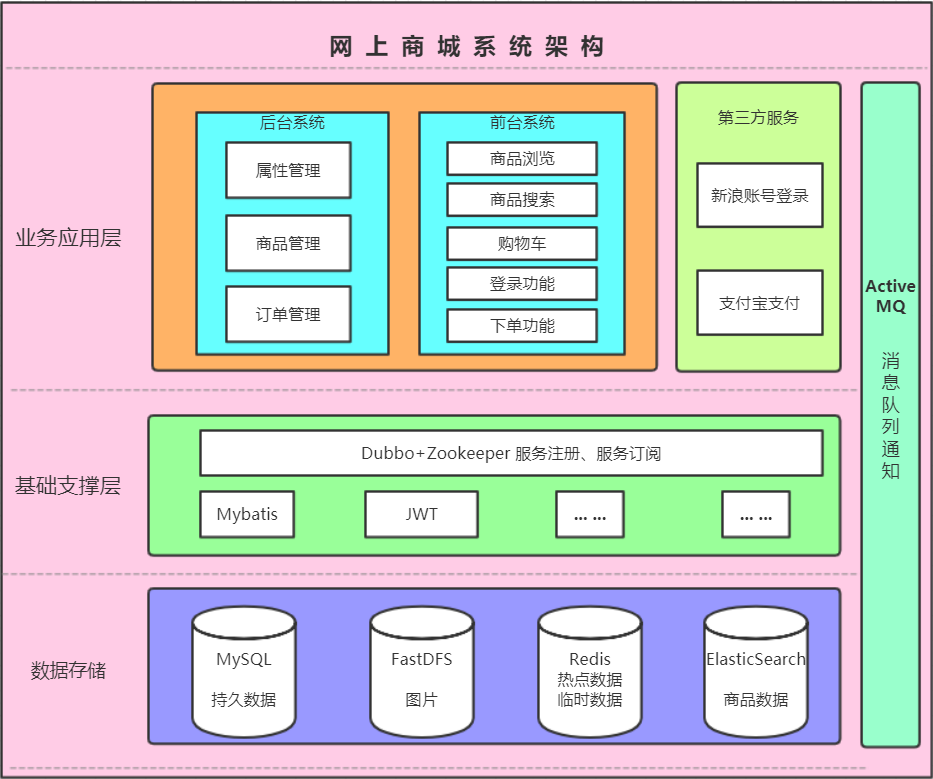 网上商城系统架构
业务应用层
后台系统
属性管理
商品管理
订单管理
前台系统
商品浏览
商品搜索
购物车
登录功能
下单功能
第三方服务
新浪账号登录
支付宝支付
Active
MQ
消
息
队
列
通
知
基础支撑层
Dubbo+Zookeeper 服务注册、服务订阅
Mybatis
JWT
... ...
... ...
数据存储
MySQL
持久数据
FastDFS
图片
Redis
热点数据
临时数据
ElasticSearch
商品数据